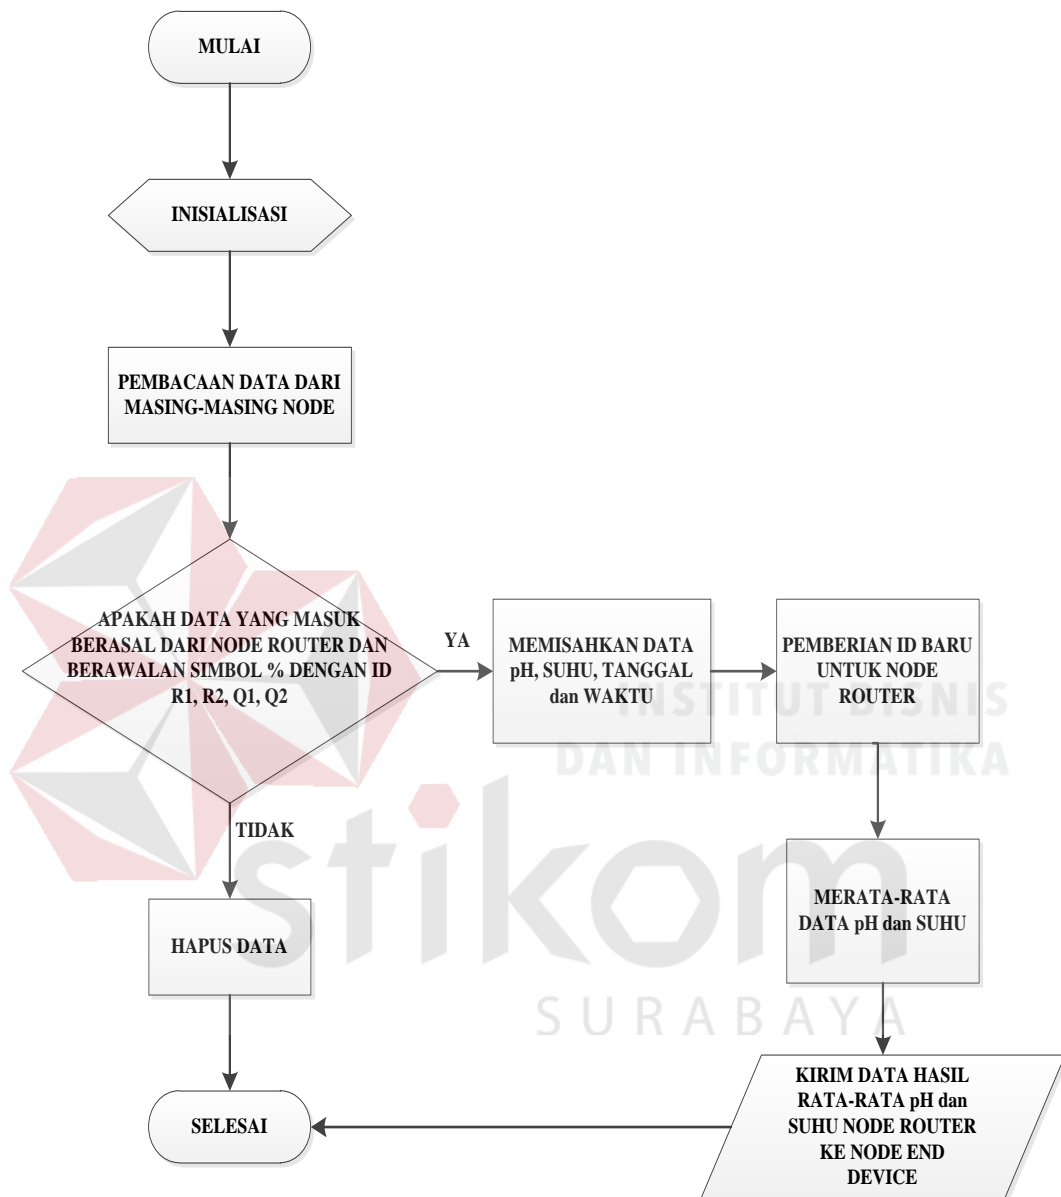 MULAI
INISIALISASI
PEMBACAAN DATA DARI
MASING-MASING NODE
APAKAH DATA YANG MASUK
BERASAL DARI NODE ROUTER DAN
BERAWALAN SIMBOL % DENGAN ID
R1, R2, Q1, Q2
YA
MEMISAHKAN DATA
pH, SUHU, TANGGAL
dan WAKTU
PEMBERIAN ID BARU
UNTUK NODE
ROUTER
INSTITUT BISNIS
DAN INFORMATIKA
TIDAK
stikom
SURABAYA
HAPUS DATA
MERATA-RATA
DATA pH dan SUHU
KIRIM DATA HASIL
RATA-RATA pH dan
SUHU NODE ROUTER
KE NODE END
DEVICE
SELESAI